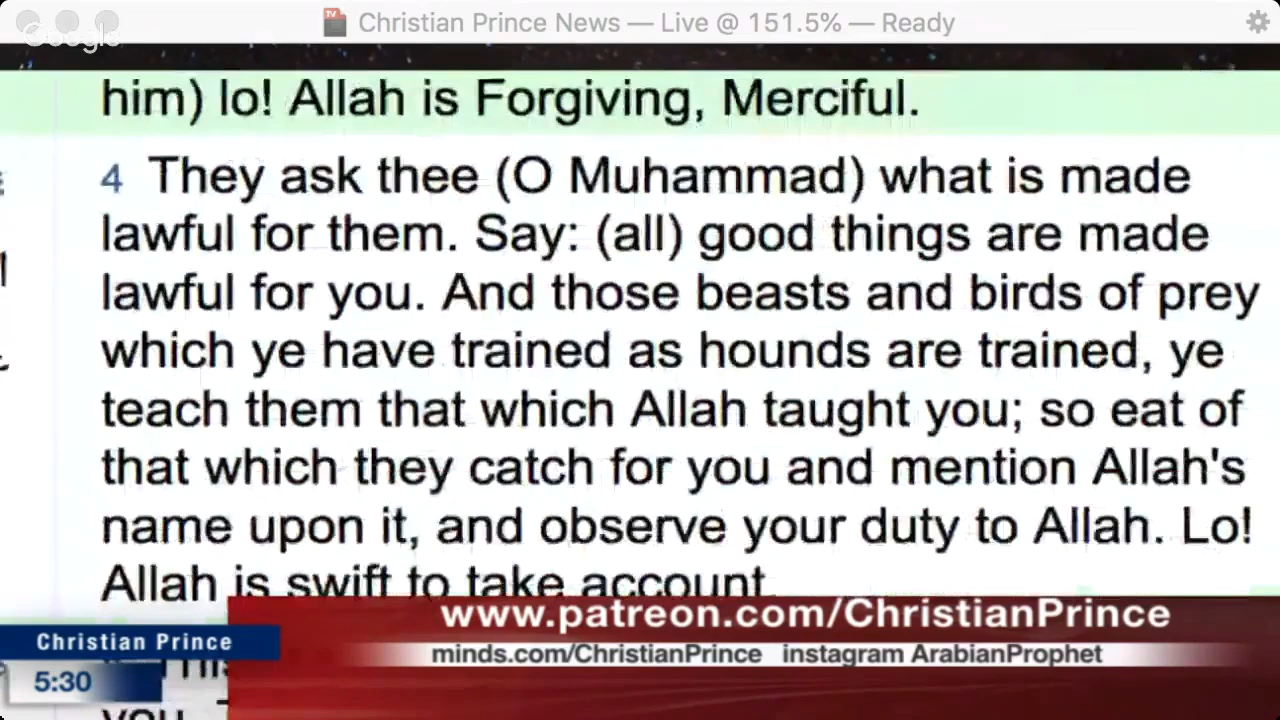 Christian Prince News — Live @ 151.5% — Ready
Google
him) lo! Allah is Forgiving, Merciful.
4 They ask thee (O Muhammad) what is made
lawful for them. Say: (all) good things are made
lawful for you. And those beasts and birds of prey
which ye have trained as hounds are trained, ye
teach them that which Allah taught you; so eat of
that which they catch for you and mention Allah's
name upon it, and observe your duty to Allah. Lo!
Allah is swift to take account.
www.patreon.com/ChristianPrince
Christian Prince
minds.com/ChristianPrince instagram ArabianProphet
5:30